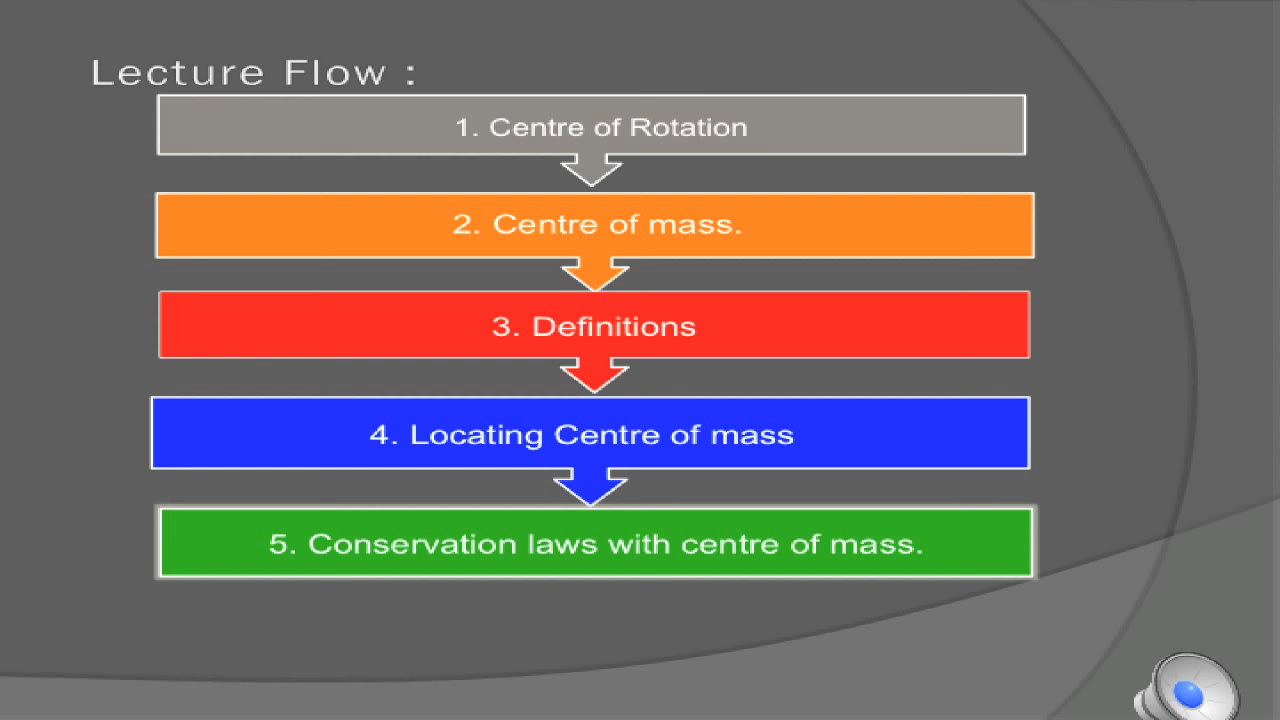 Lecture Flow :
1. Centre of Rotation
2. Centre of mass.
3. Definitions
4. Locating Centre of mass
5. Conservation laws with centre of mass.